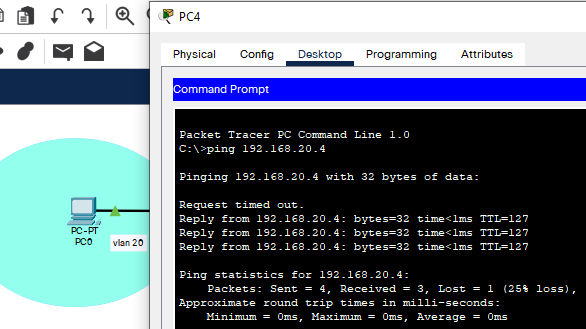 PC4
Physical Config Desktop Programming Attributes
Command Prompt
Packet Tracer PC Command Line 1.0
C:\>ping 192.168.20.4
Pinging 192.168.20.4 with 32 bytes of data:
Request timed out.
Reply from 192.168.20.4: bytes=32 time<1ms TTL=127
Reply from 192.168.20.4: bytes=32 time<1ms TTL=127
Reply from 192.168.20.4: bytes=32 time<1ms TTL=127
Ping statistics for 192.168.20.4:
Packets: Sent = 4, Received = 3, Lost = 1 (25% loss),
Approximate round trip times in milli-seconds:
Minimum = 0ms, Maximum = 0ms, Average = 0ms
PC-PT
PC0
vlan 20